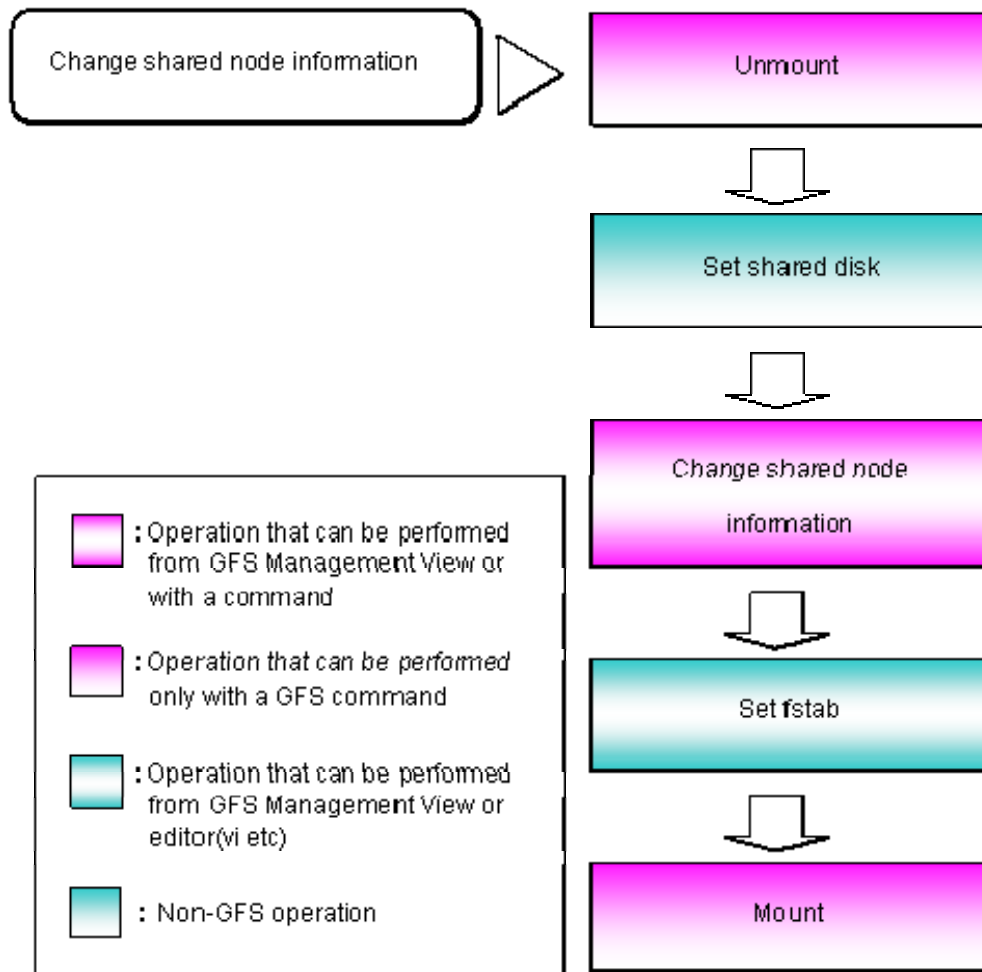 Change shared node information
Unmount
Set shared disk
Change shared node
information
Set fstab
Mount
: Operation that can be performed
from GFS Management View or
with a command
: Operation that can be performed
only with a GFS command
: Operation that can be performed
from GFS Management View or
editor(vi etc)
: Non-GFS operation